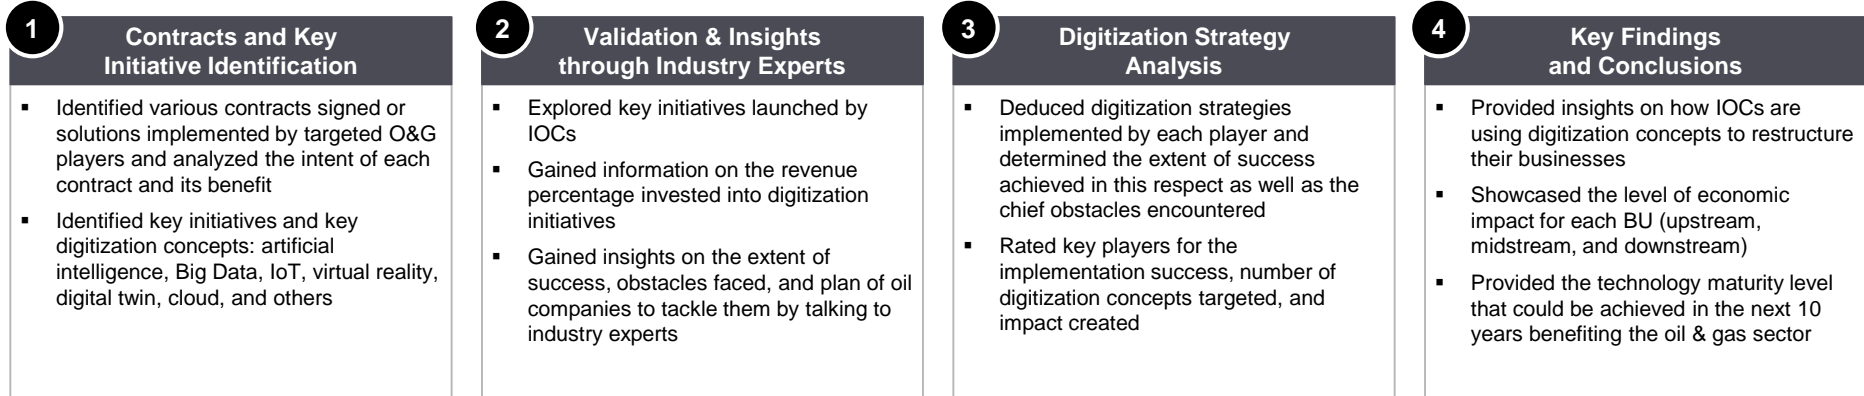 1
Contracts and Key
Initiative Identification
▪ Identified various contracts signed or
solutions implemented by targeted O&G
players and analyzed the intent of each
contract and its benefit
▪ Identified key initiatives and key
digitization concepts: artificial
intelligence, Big Data, IoT, virtual reality,
digital twin, cloud, and others
2
Validation & Insights
through Industry Experts
▪ Explored key initiatives launched by
IOCs
▪ Gained information on the revenue
percentage invested into digitization
initiatives
▪ Gained insights on the extent of
success, obstacles faced, and plan of oil
companies to tackle them by talking to
industry experts
3
Digitization Strategy
Analysis
▪ Deduced digitization strategies
implemented by each player and
determined the extent of success
achieved in this respect as well as the
chief obstacles encountered
▪ Rated key players for the
implementation success, number of
digitization concepts targeted, and
impact created
4
Key Findings
and Conclusions
▪ Provided insights on how IOCs are
using digitization concepts to restructure
their businesses
▪ Showcased the level of economic
impact for each BU (upstream,
midstream, and downstream)
▪ Provided the technology maturity level
that could be achieved in the next 10
years benefiting the oil & gas sector